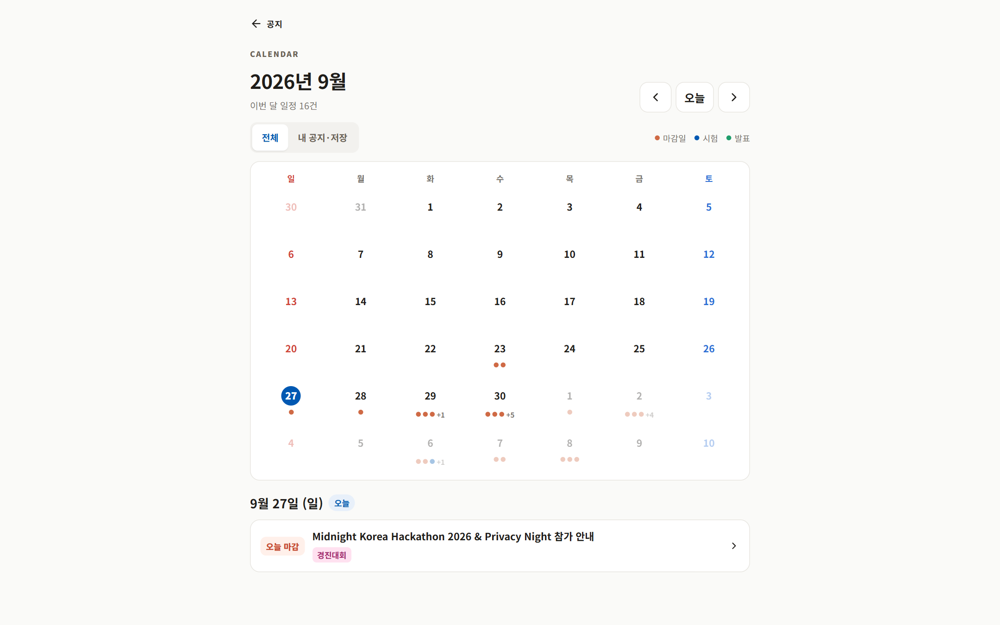 공지
CALENDAR
2026년 9월
이번 달 일정 16건
오늘
전체 내 공지·저장
마감일 시험 발표
일 월 화 수 목 금 토
30 31 1 2 3 4 5
6 7 8 9 10 11 12
13 14 15 16 17 18 19
20 21 22 23 24 25 26
27 28 29 30 1 2 3
+1 +5 +4
4 5 6 7 8 9 10
+1
9월 27일 (일) 오늘
오늘 마감
Midnight Korea Hackathon 2026 & Privacy Night 참가 안내
경진대회